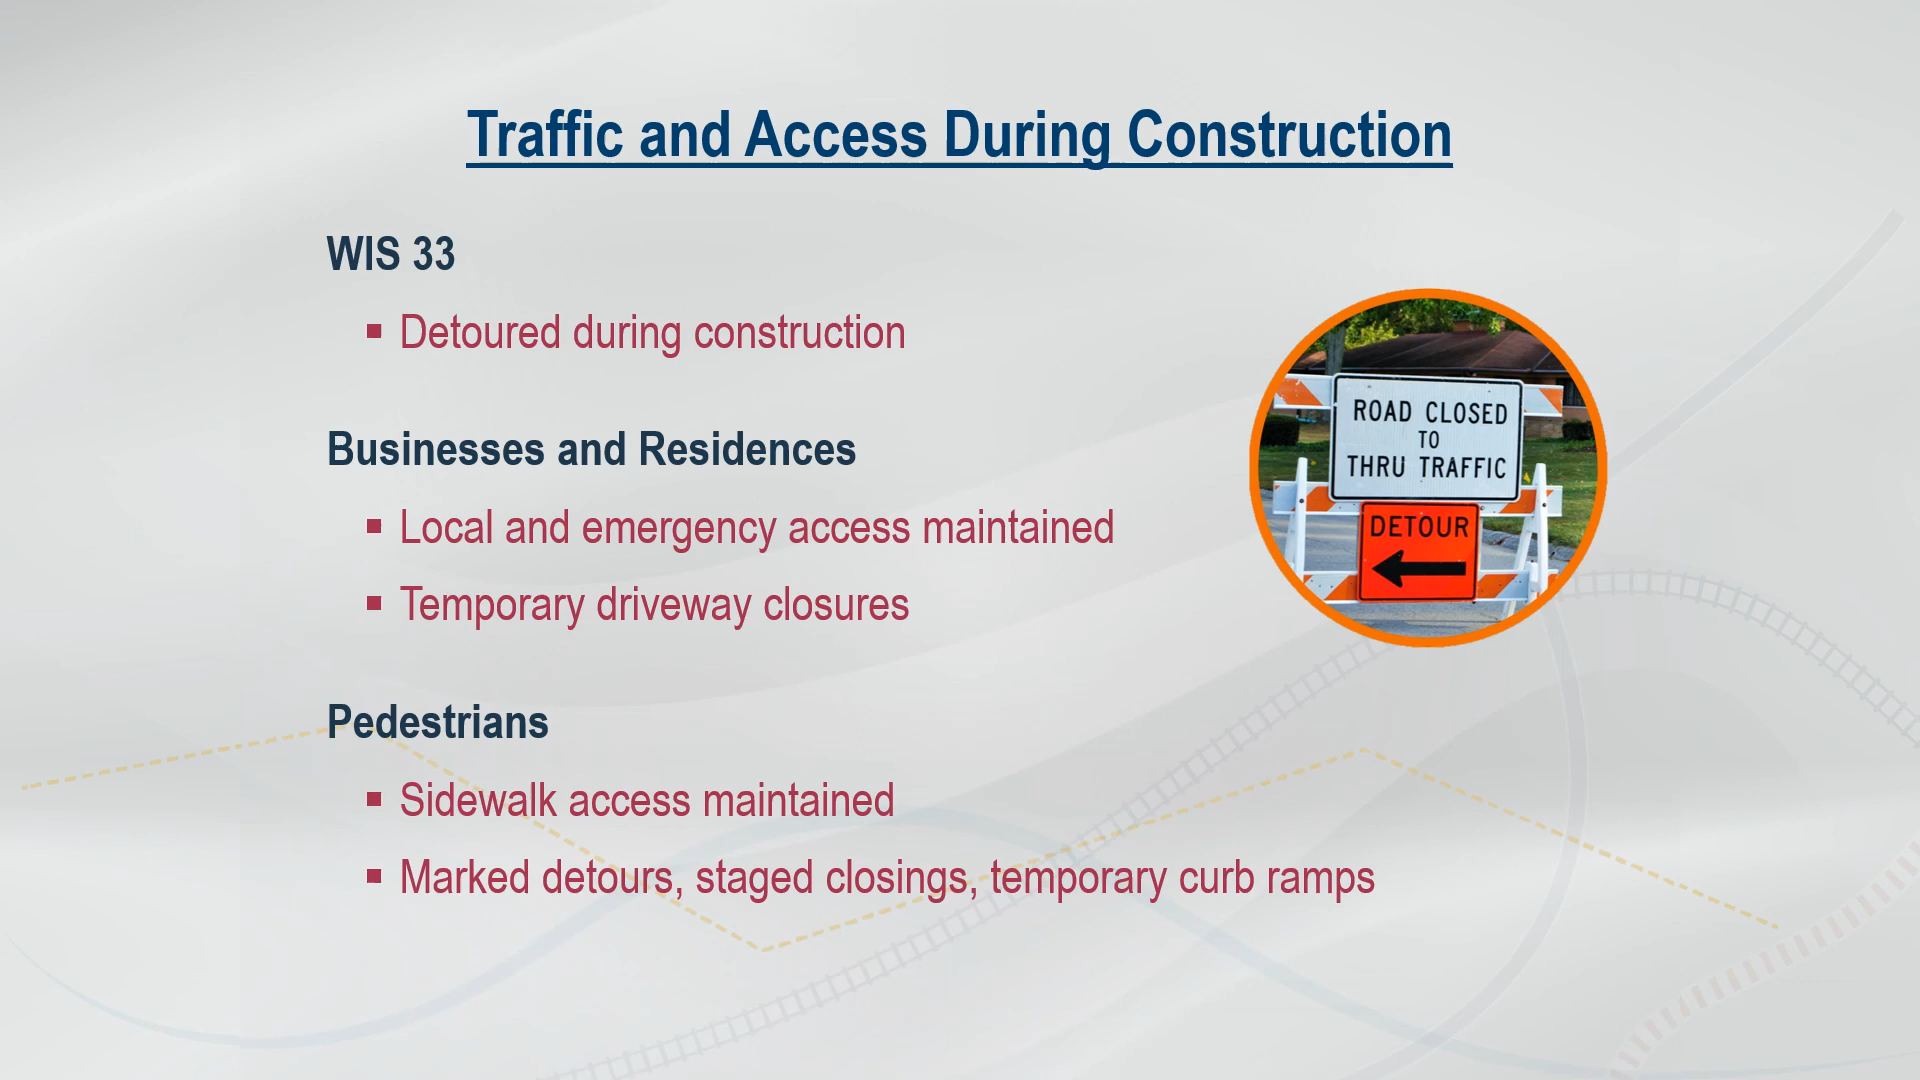 Traffic and Access During Construction
WIS 33
▪ Detoured during construction
Businesses and Residences
▪ Local and emergency access maintained
▪ Temporary driveway closures
Pedestrians
▪ Sidewalk access maintained
▪ Marked detours, staged closings, temporary curb ramps
ROAD CLOSED
TO
THRU TRAFFIC
DETOUR